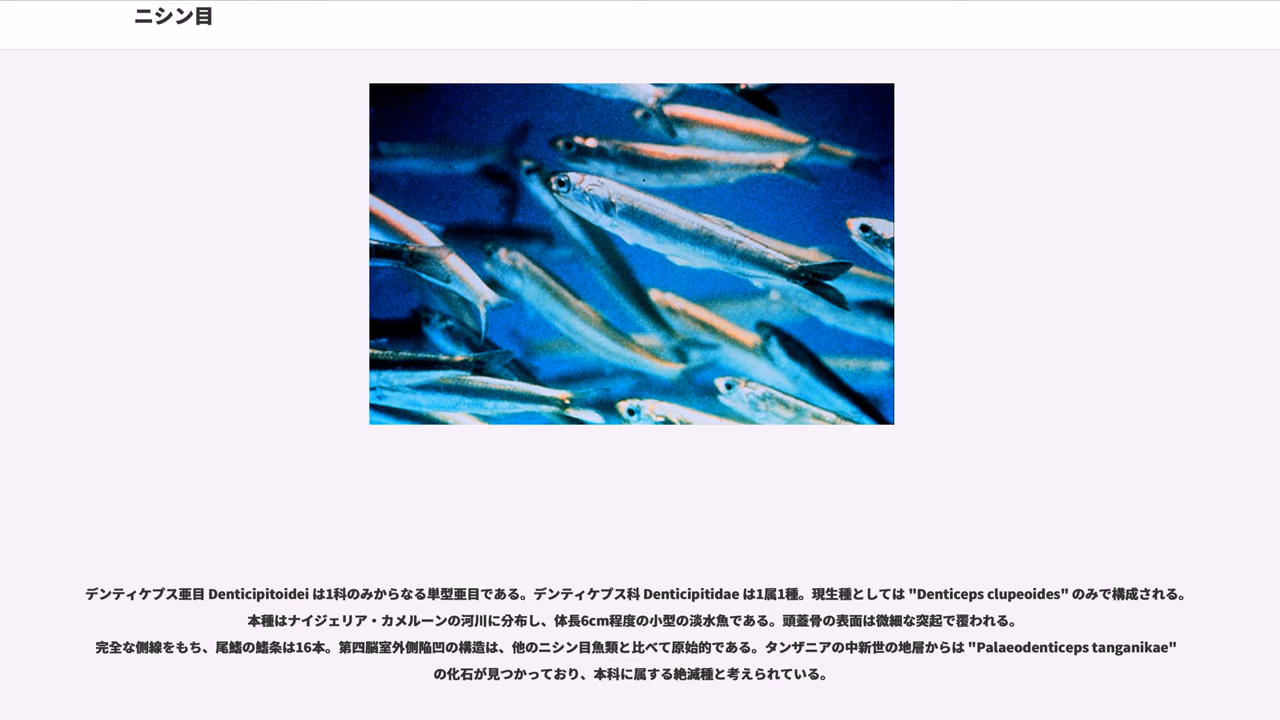 ニシン目
デンティケプス亜目 Denticipitoidei は1科のみからなる単型亜目である。デンティケプス科 Denticipitidae は1属1種。現生種としては "Denticeps clupeoides" のみで構成される。
本種はナイジェリア・カメルーンの河川に分布し、体長6cm程度の小型の淡水魚である。頭蓋骨の表面は微細な突起で覆われる。
完全な側線をもち、尾鰭の鰭条は16本。第四脳室外側陥凹の構造は、他のニシン目魚類と比べて原始的である。タンザニアの中新世の地層からは "Palaeodenticeps tanganikae"
の化石が見つかっており、本科に属する絶滅種と考えられている。